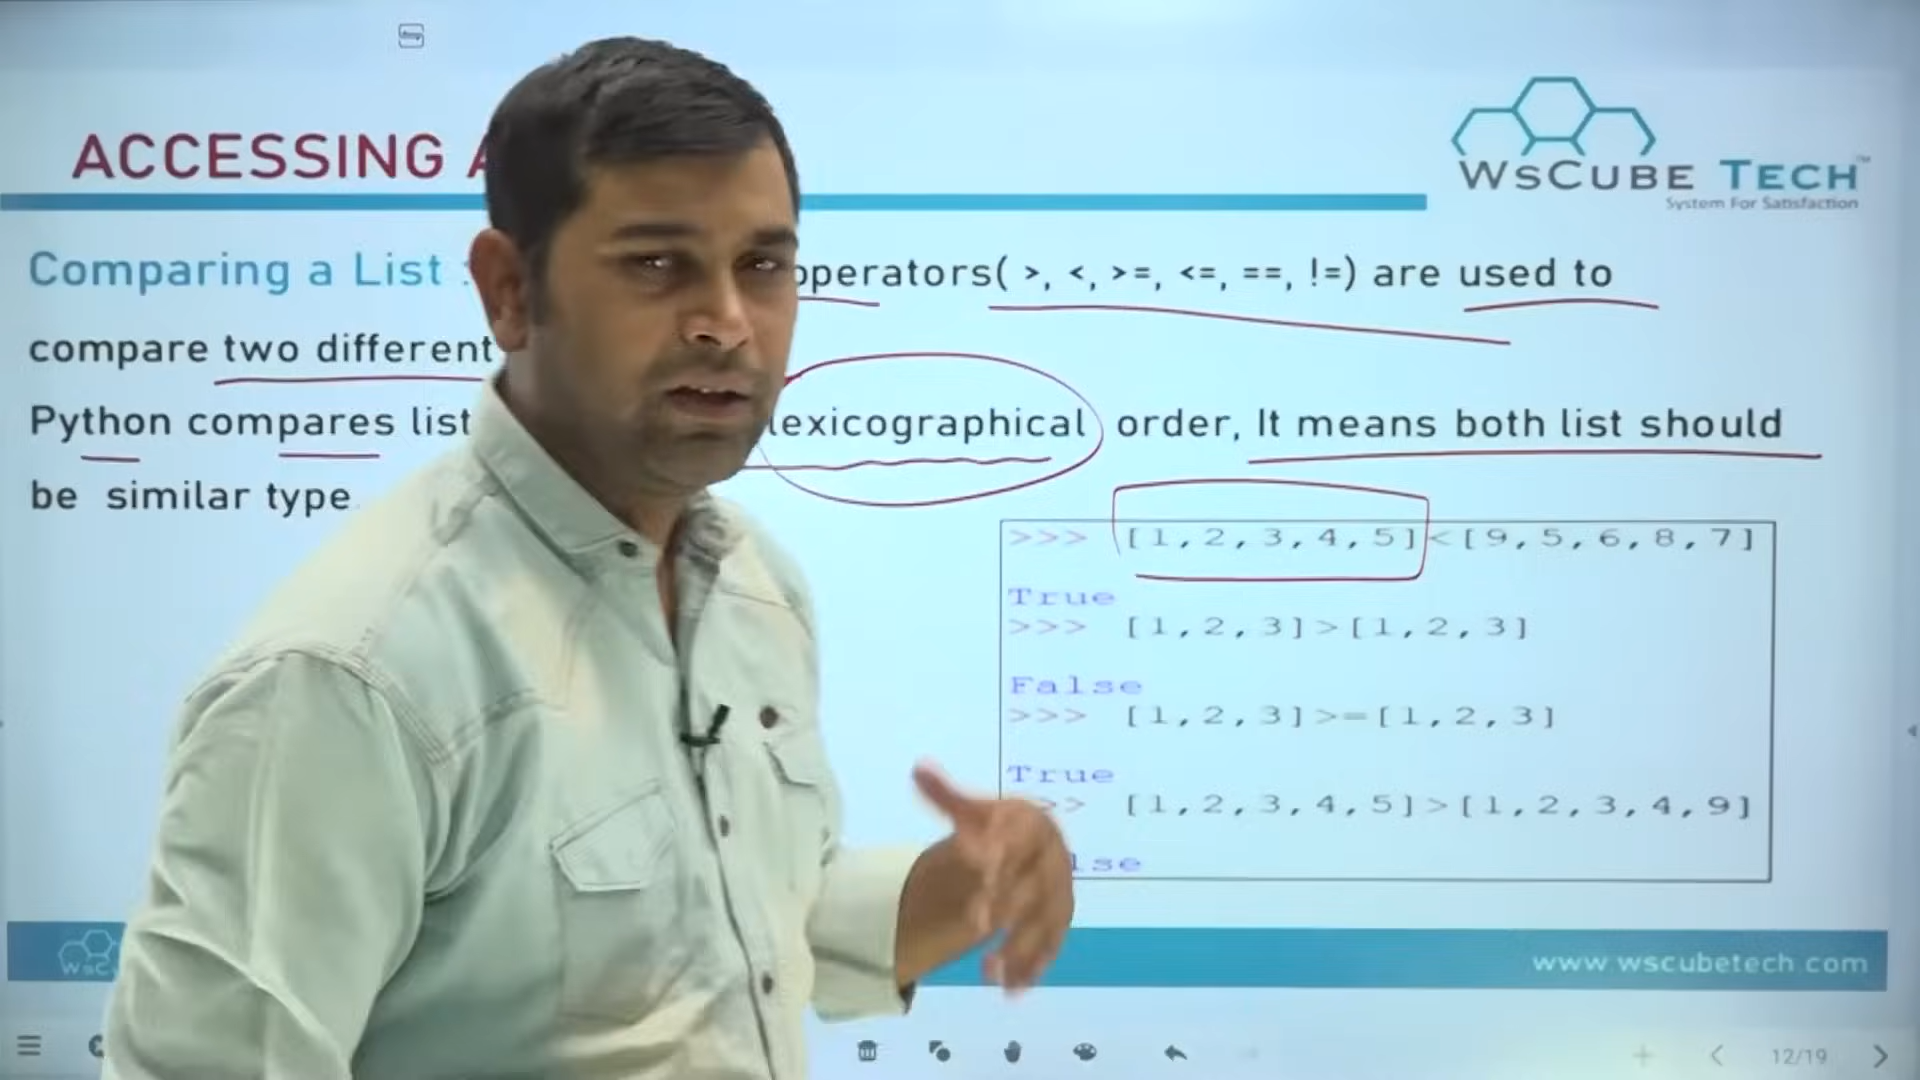 ACCESSING
WsCUBE TECH
System For Satisfaction
Comparing a List : operators( >, <, >=, <=, ==, !=) are used to
compare two different
Python compares list lexicographical order, It means both list should
be similar type
>>> [1,2,3,4,5]<[9,5,6,8,7]
True
>>> [1,2,3]>[1,2,3]
False
>>> [1,2,3]>=[1,2,3]
True
>> [1,2,3,4,5]>[1,2,3,4,9]
lse
www wscubetech com
12/19